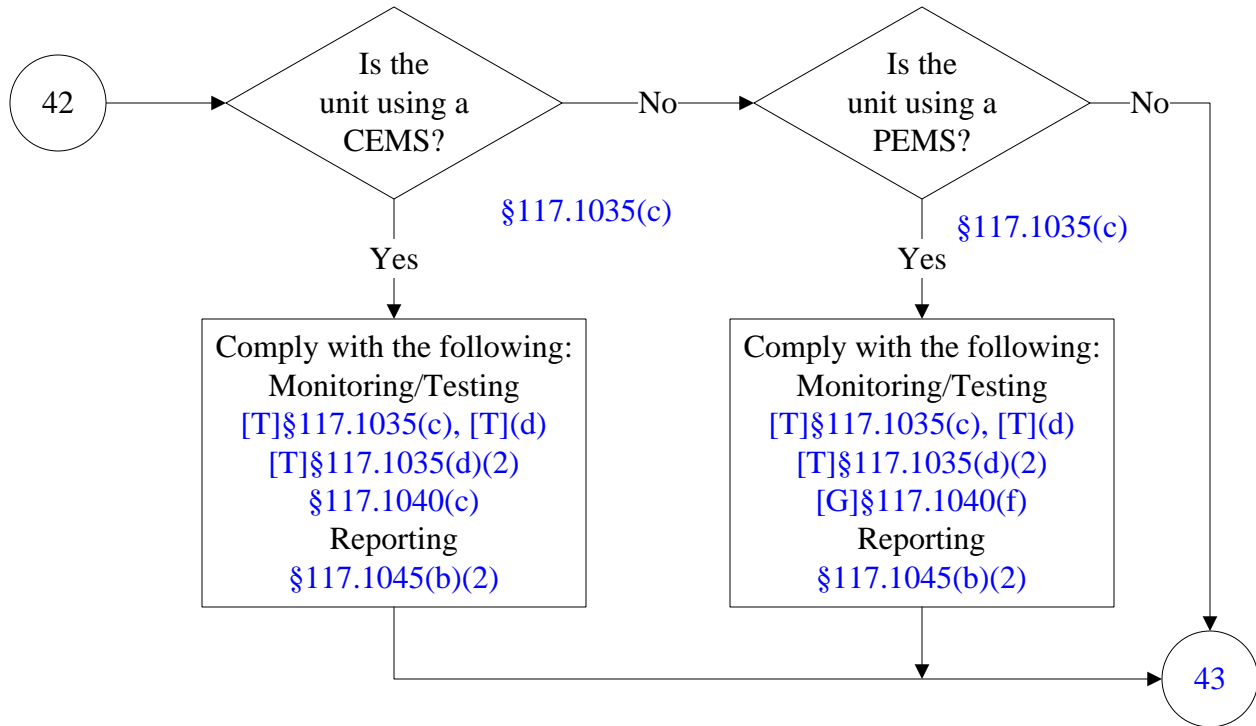 42
Is the
unit using a
CEMS?
No
Is the
unit using a
PEMS?
No
§117.1035(c)
§117.1035(c)
Yes
Yes
Comply with the following:
Monitoring/Testing
[T]§117.1035(c), [T](d)
[T]§117.1035(d)(2)
§117.1040(c)
Reporting
§117.1045(b)(2)
Comply with the following:
Monitoring/Testing
[T]§117.1035(c), [T](d)
[T]§117.1035(d)(2)
[G]§117.1040(f)
Reporting
§117.1045(b)(2)
43